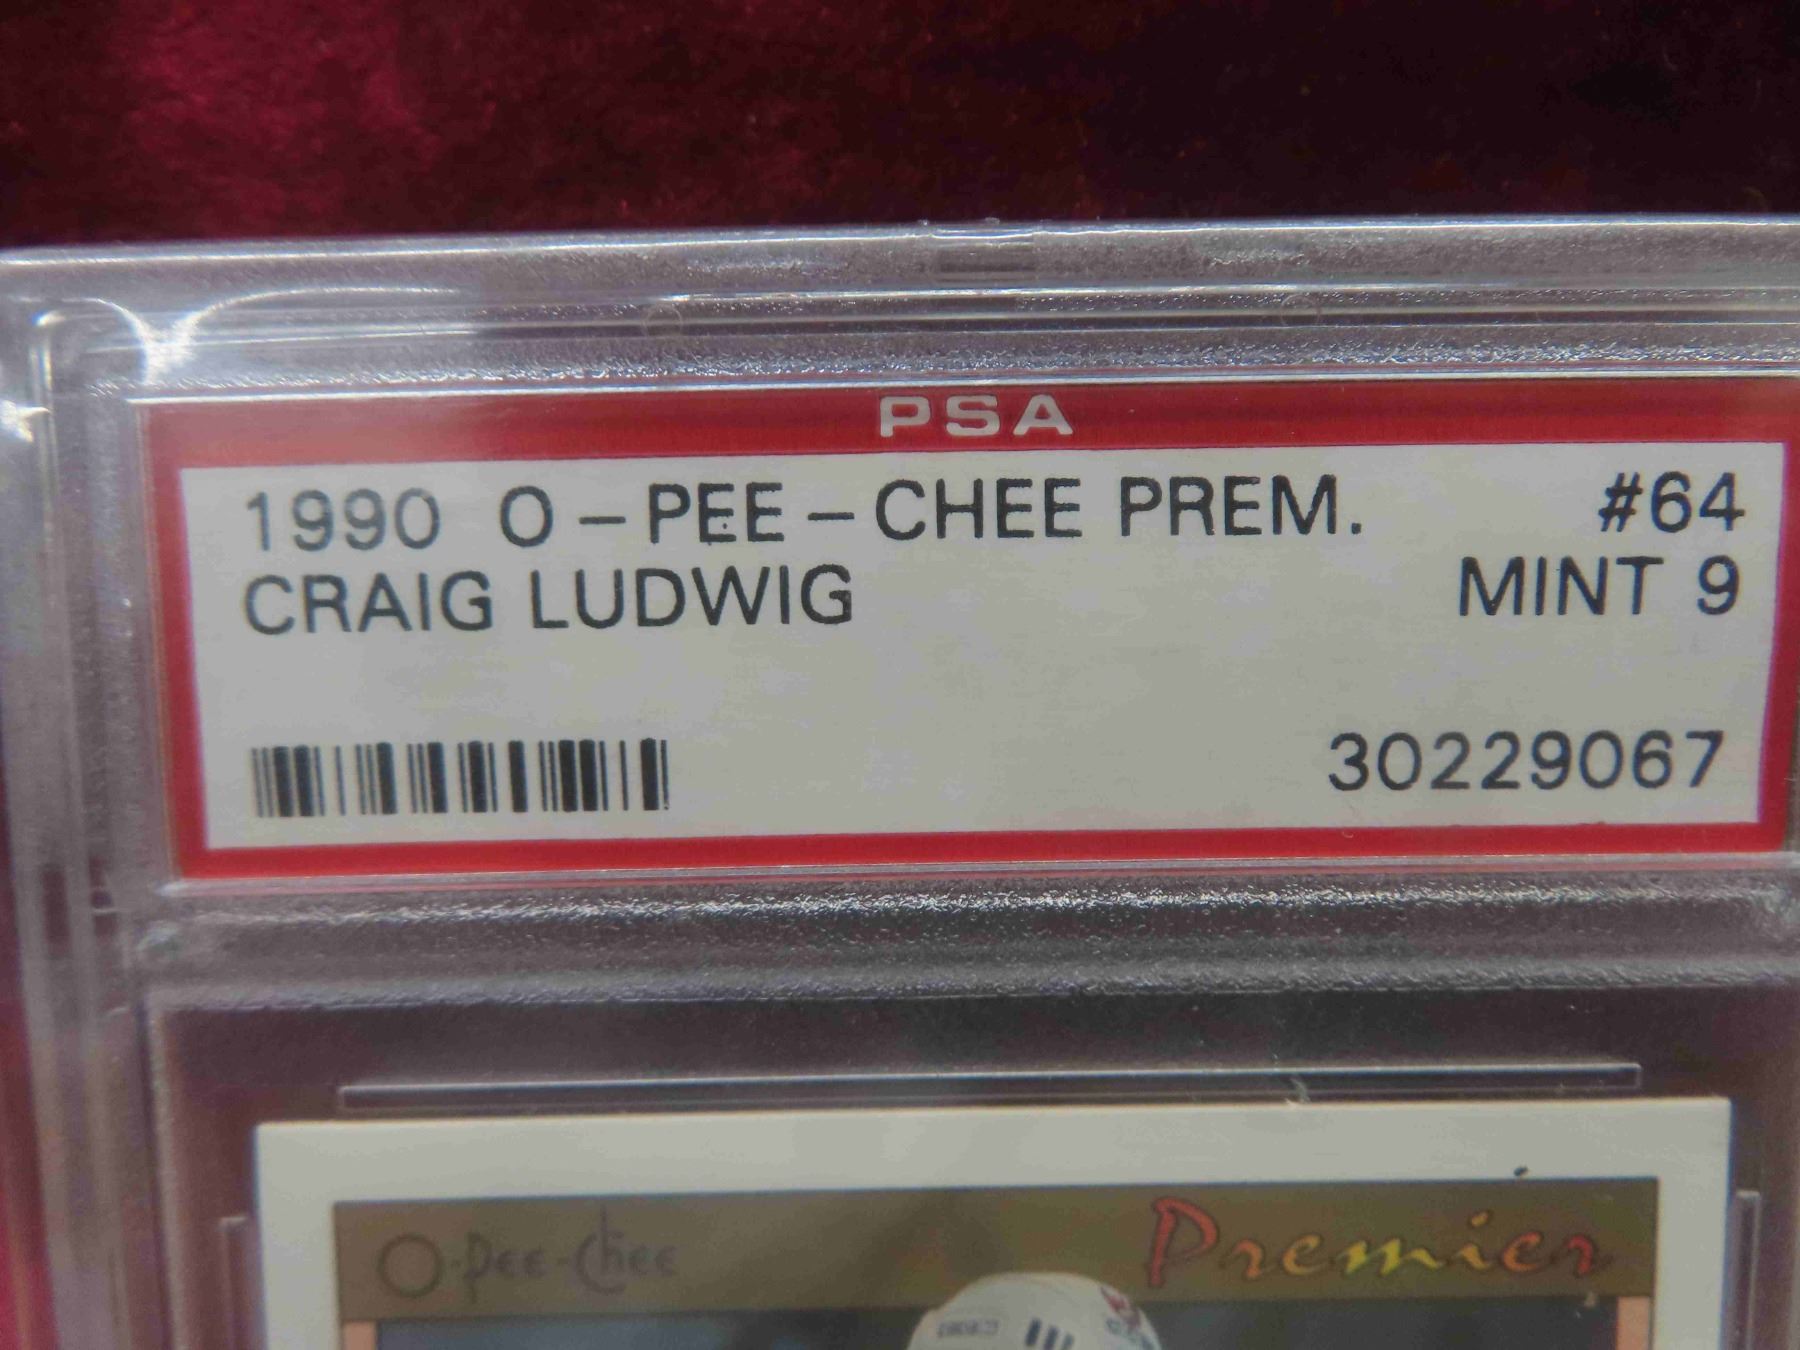 PSA
1990 O-PEE-CHEE PREM. #64
CRAIG LUDWIG MINT 9
30229067
O-Pee-Chee Premier